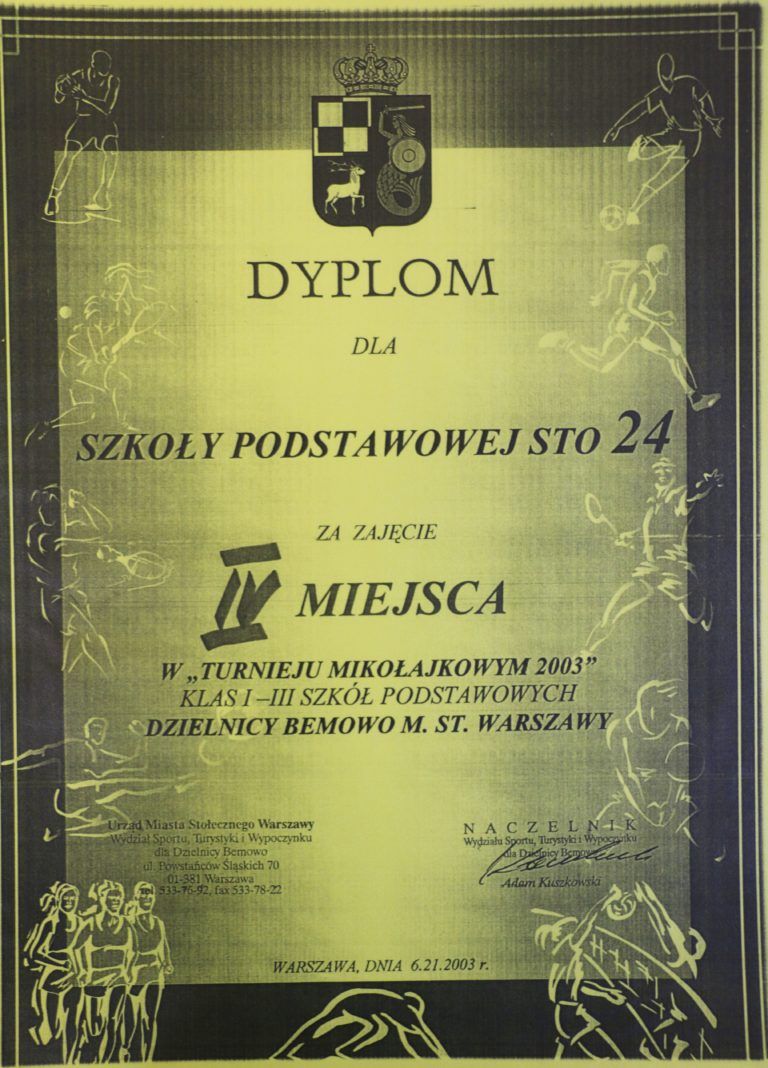 DYPLOM
DLA
SZKOŁY PODSTAWOWEJ STO 24
ZA ZAJĘCIE
IV MIEJSCA
W „TURNIEJU MIKOŁAJKOWYM 2003”
KLAS I –III SZKÓŁ PODSTAWOWYCH
DZIELNICY BEMOWO M. ST. WARSZAWY
Urząd Miasta Stołecznego Warszawy
Wydział Sportu, Turystyki i Wypoczynku
dla Dzielnicy Bemowo
ul. Powstańców Śląskich 70
01-381 Warszawa
tel. 533-76-92, fax 533-78-22
NACZELNIK
Wydziału Sportu, Turystyki i Wypoczynku
dla Dzielnicy Bemowo
Adam Kuszkowski
WARSZAWA, DNIA 6.21.2003 r.